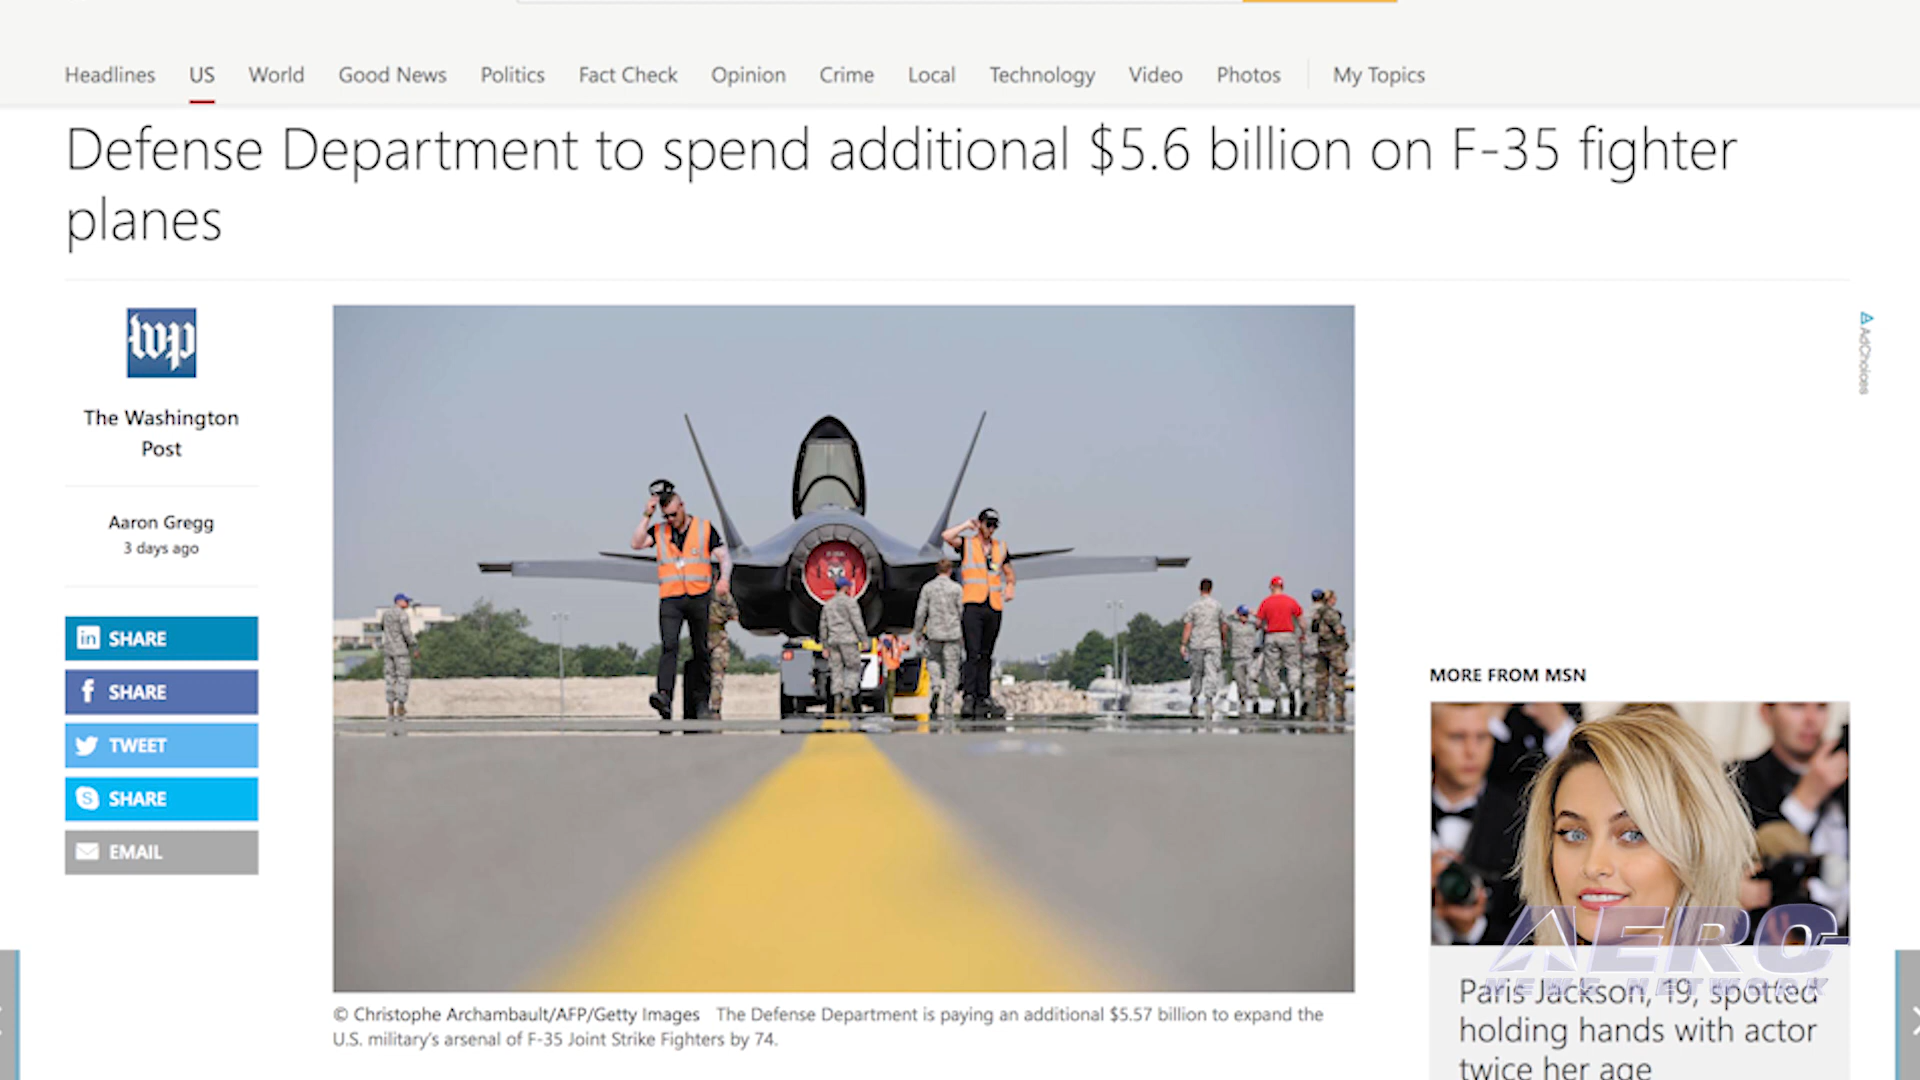 Headlines US World Good News Politics Fact Check Opinion Crime Local Technology Video Photos My Topics
Defense Department to spend additional $5.6 billion on F-35 fighter
planes
wp
The Washington
Post
Aaron Gregg
3 days ago
in SHARE
f SHARE
TWEET
S SHARE
EMAIL
© Christophe Archambault/AFP/Getty Images The Defense Department is paying an additional $5.57 billion to expand the
U.S. military's arsenal of F-35 Joint Strike Fighters by 74.
AdChoices
MORE FROM MSN
AERO
NEWS NETWORK
Paris Jackson, 19, spotted
holding hands with actor
twice her age